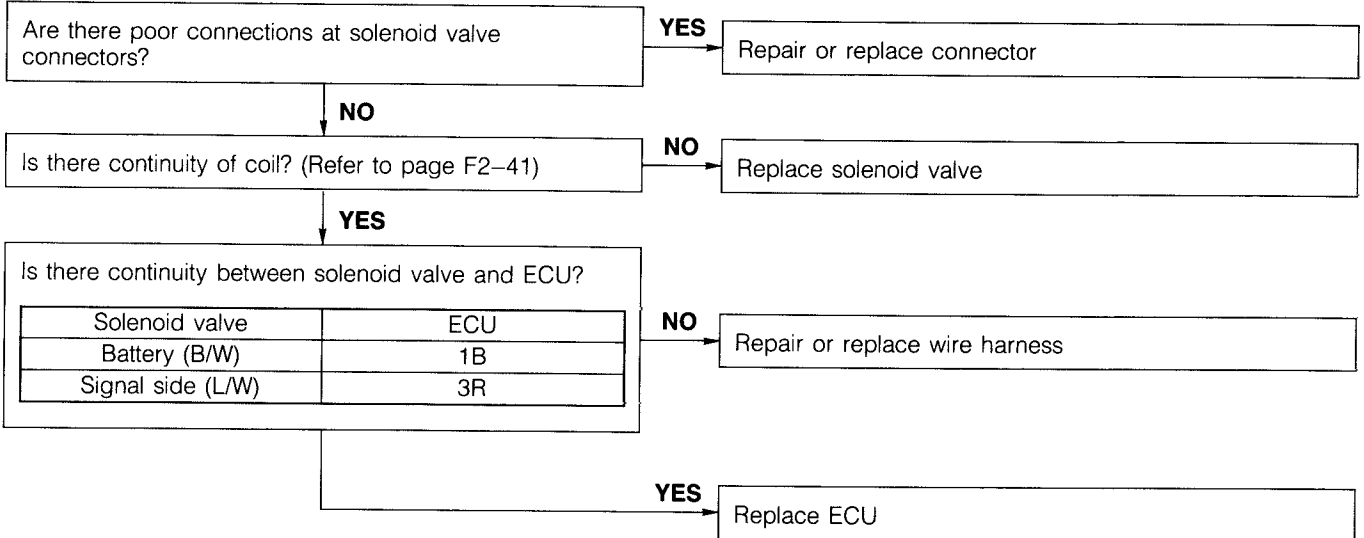 Are there poor connections at solenoid valve
connectors?
YES
Repair or replace connector
NO
Is there continuity of coil? (Refer to page F2–41)
NO
Replace solenoid valve
YES
Is there continuity between solenoid valve and ECU?
Solenoid valve ECU
Battery (B/W) 1B
Signal side (L/W) 3R
NO
Repair or replace wire harness
YES
Replace ECU